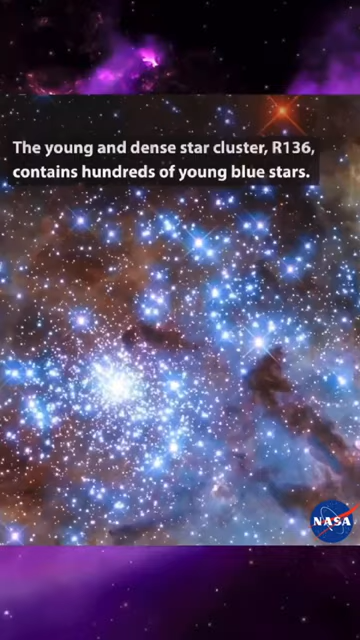 The young and dense star cluster, R136,
contains hundreds of young blue stars.
NASA